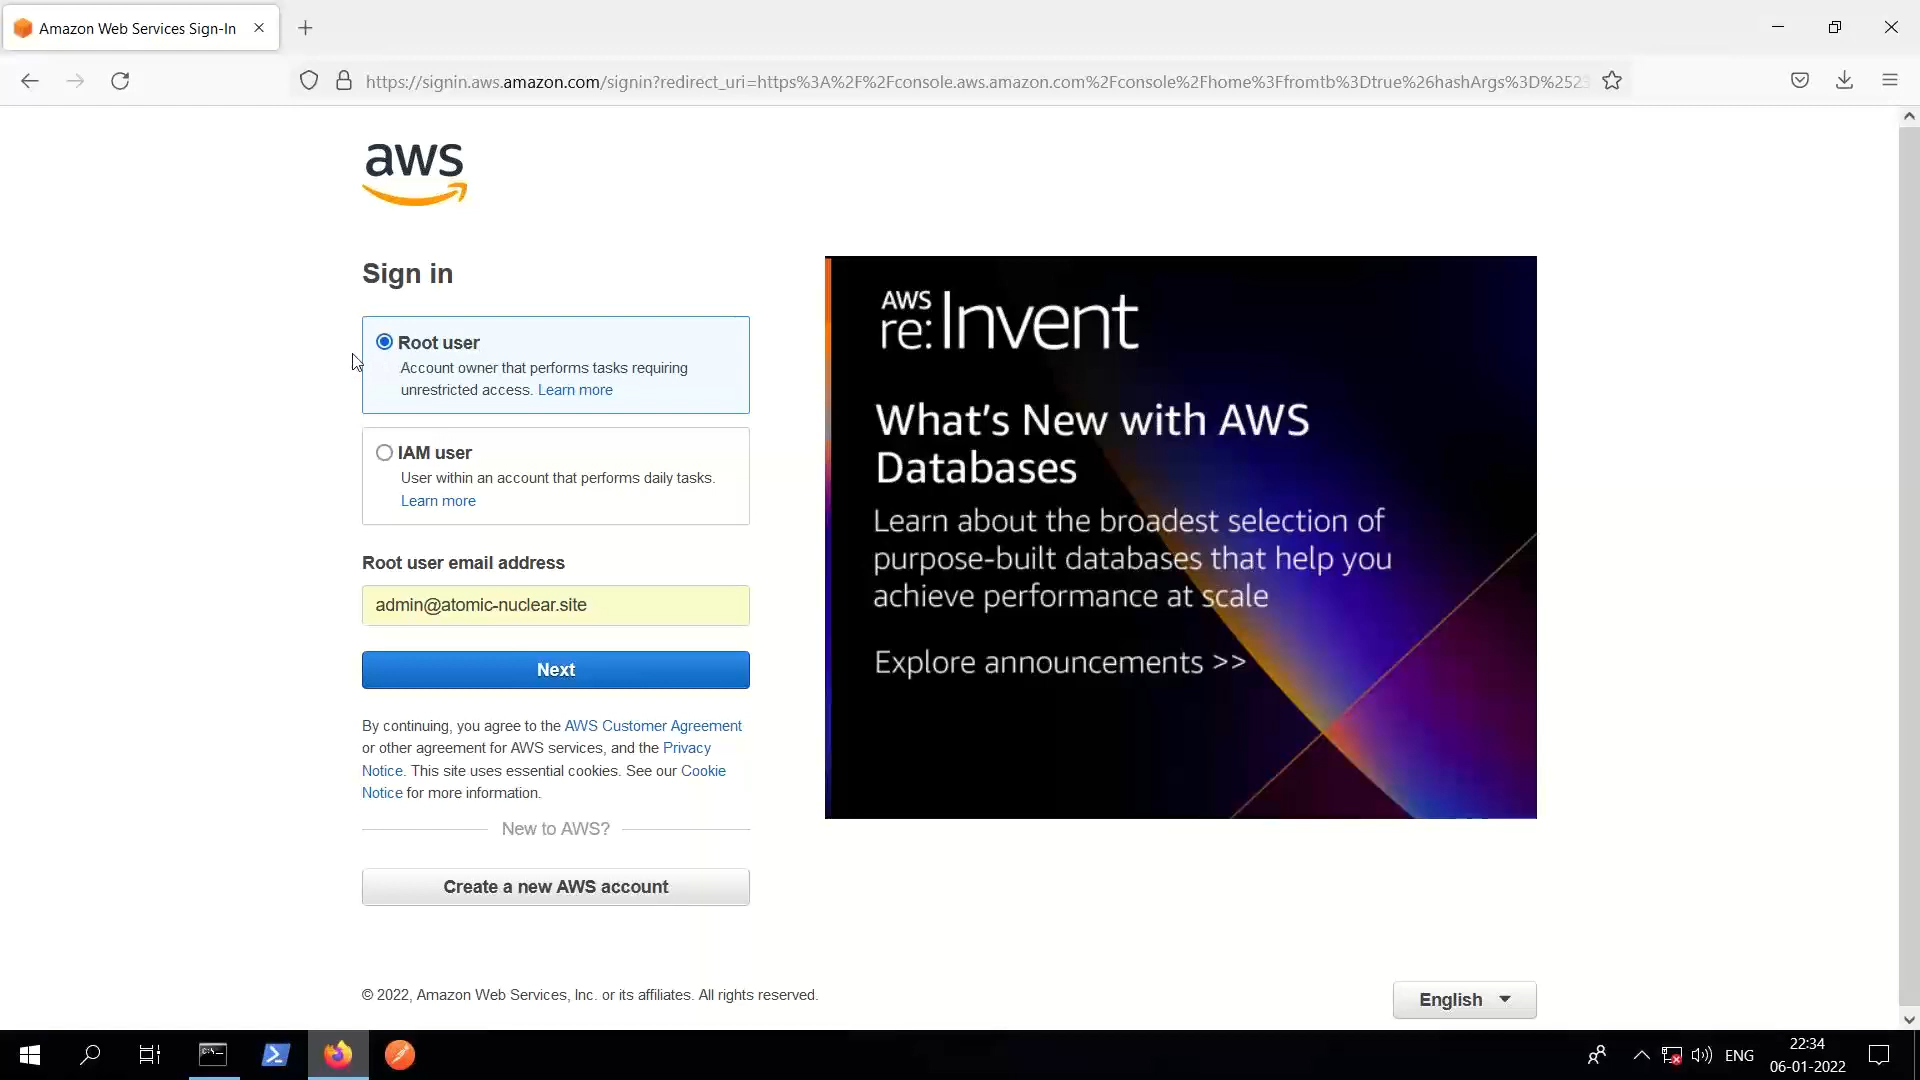 Amazon Web Services Sign-In
https://signin.aws.amazon.com/signin?redirect_uri=https%3A%2F%2Fconsole.aws.amazon.com%2Fconsole%2Fhome%3Ffromtb%3Dtrue%26hashArgs%3D%2523
aws
Sign in
Root user
Account owner that performs tasks requiring
unrestricted access. Learn more
IAM user
User within an account that performs daily tasks.
Learn more
Root user email address
admin@atomic-nuclear.site
Next
By continuing, you agree to the AWS Customer Agreement
or other agreement for AWS services, and the Privacy
Notice. This site uses essential cookies. See our Cookie
Notice for more information.
New to AWS?
Create a new AWS account
AWS
re:Invent
What's New with AWS
Databases
Learn about the broadest selection of
purpose-built databases that help you
achieve performance at scale
Explore announcements >>
© 2022, Amazon Web Services, Inc. or its affiliates. All rights reserved.
English
ENG
22:34
06-01-2022